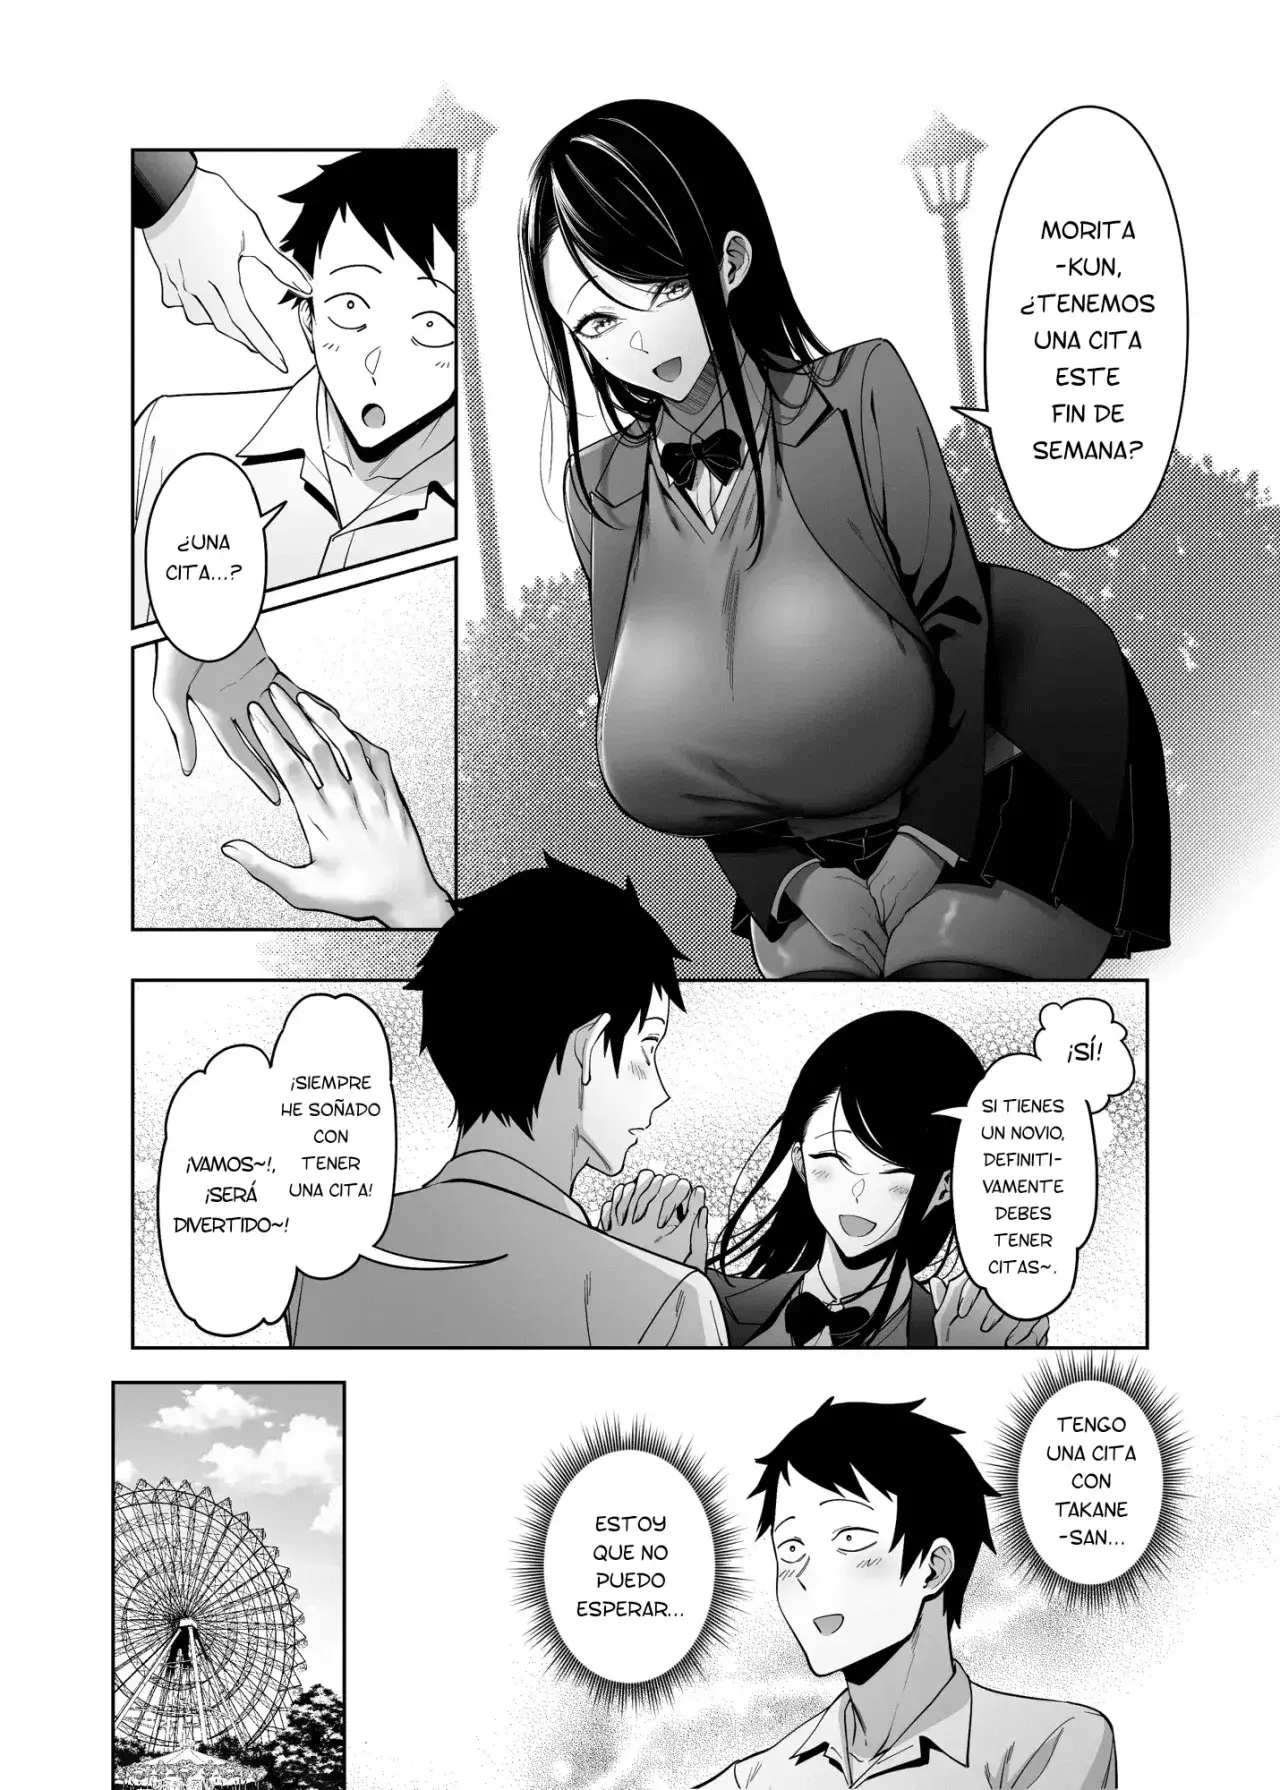 MORITA
-KUN,
¿TENEMOS
UNA CITA
ESTE
FIN DE
SEMANA?
¿UNA
CITA...?
¡SÍ!
SI TIENES
UN NOVIO,
DEFINITI-
VAMENTE
DEBES
TENER
CITAS~.
¡SIEMPRE
HE SOÑADO
CON
TENER
UNA CITA!
¡VAMOS~!,
¡SERÁ
DIVERTIDO~!
TENGO
UNA CITA
CON
TAKANE
-SAN...
ESTOY
QUE NO
PUEDO
ESPERAR...